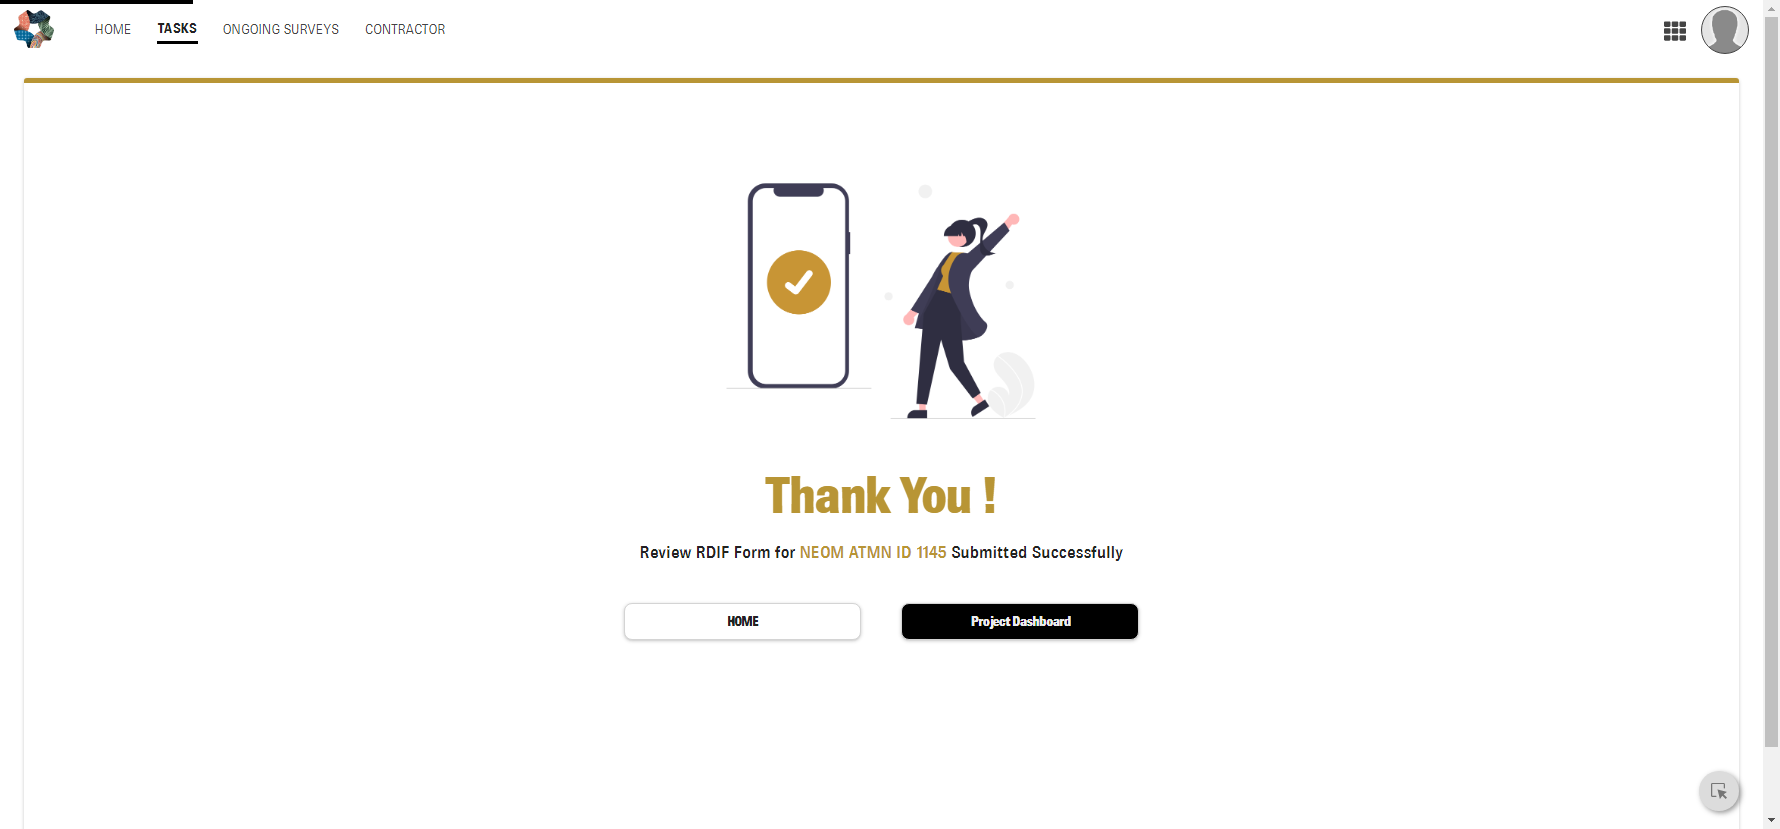 HOME
TASKS
ONGOING SURVEYS
CONTRACTOR
Thank You !
Review RDIF Form for NEOM ATMN ID 1145 Submitted Successfully
HOME
Project Dashboard